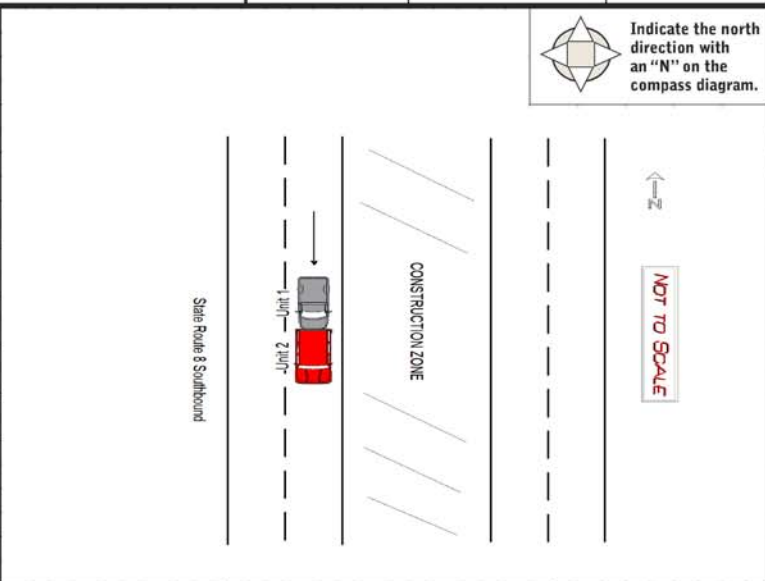 Indicate the north
direction with
an “N” on the
compass diagram.
N
NOT TO SCALE
CONSTRUCTION ZONE
Unit 1
Unit 2
State Route 8 Southbound